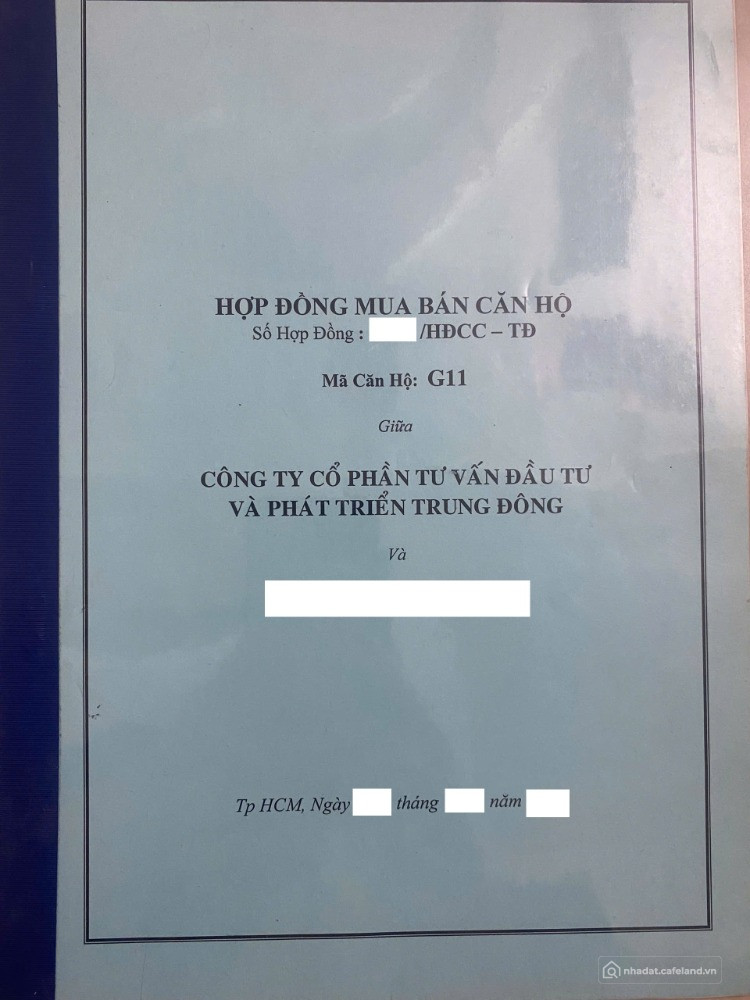 HỢP ĐỒNG MUA BÁN CĂN HỘ
Số Hợp Đồng : /HĐCC – TĐ
Mã Căn Hộ: G11
Giữa
CÔNG TY CỔ PHẦN TƯ VẤN ĐẦU TƯ
VÀ PHÁT TRIỂN TRUNG ĐÔNG
Và
Tp HCM, Ngày tháng năm
nhadat.cafeland.vn